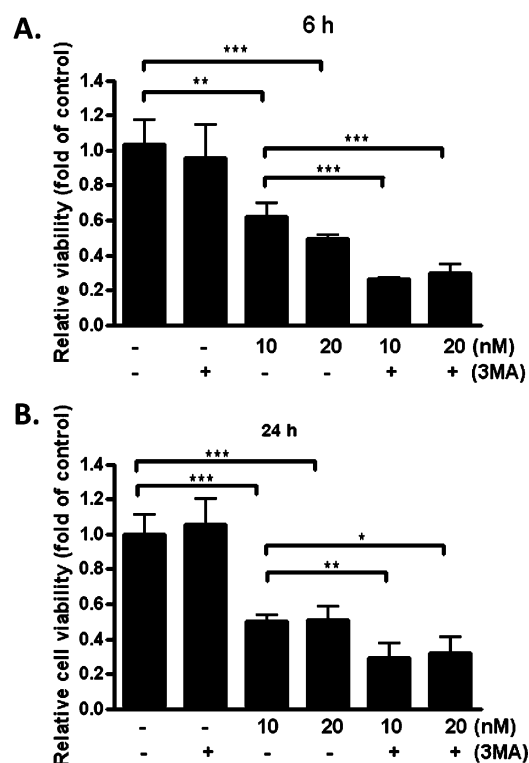 A.
6 h
Relative viability (fold of control)
1.4
1.2
1.0
0.8
0.6
0.4
0.2
0.0
***
**
***
***
- - 10 20 10 20 (nM)
- + - - + + (3MA)
B.
24 h
Relative cell viability (fold of control)
1.4
1.2
1.0
0.8
0.6
0.4
0.2
0.0
***
***
*
**
- - 10 20 10 20 (nM)
- + - - + + (3MA)